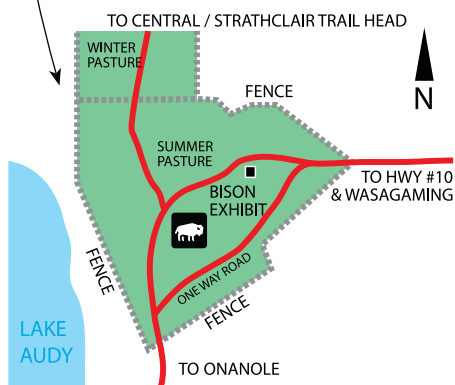 TO CENTRAL / STRATHCLAIR TRAIL HEAD
WINTER
PASTURE
FENCE
N
SUMMER
PASTURE
TO HWY #10
& WASAGAMING
BISON
EXHIBIT
FENCE
ONE WAY ROAD
FENCE
LAKE
AUDY
TO ONANOLE